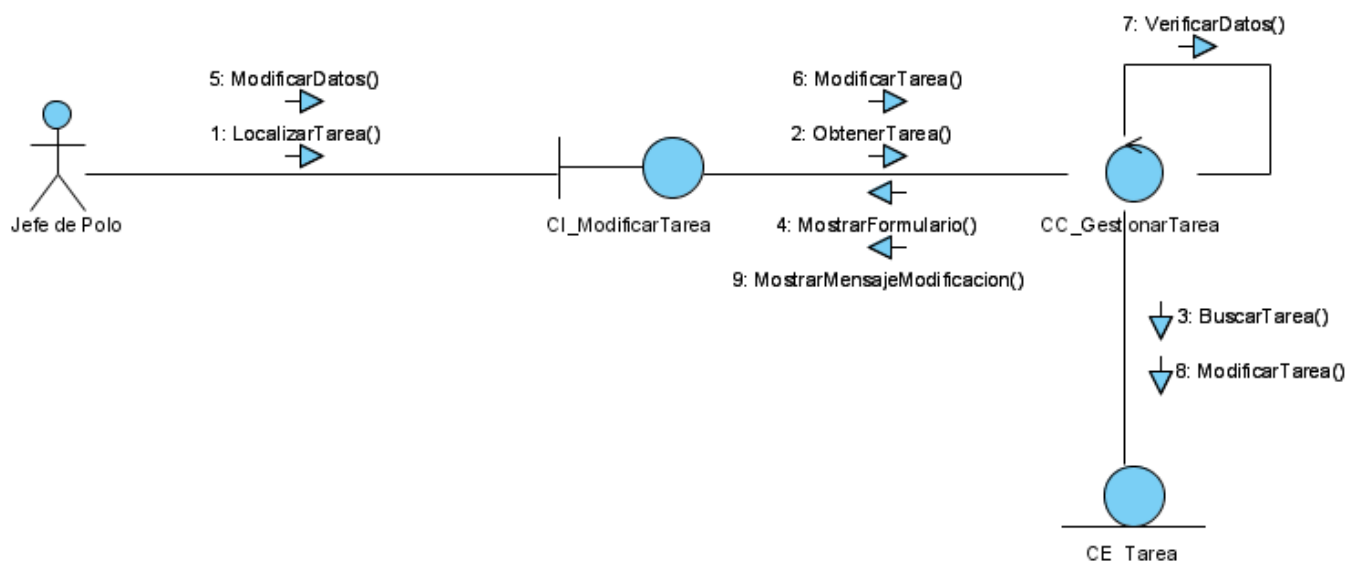 7: VerificarDatos()
5: ModificarDatos()
6: ModificarTarea()
1: LocalizarTarea()
2: ObtenerTarea()
Jefe de Polo
CI_ModificarTarea
4: MostrarFormulario()
CC_GestionarTarea
9: MostrarMensajeModificacion()
3: BuscarTarea()
8: ModificarTarea()
CE_Tarea